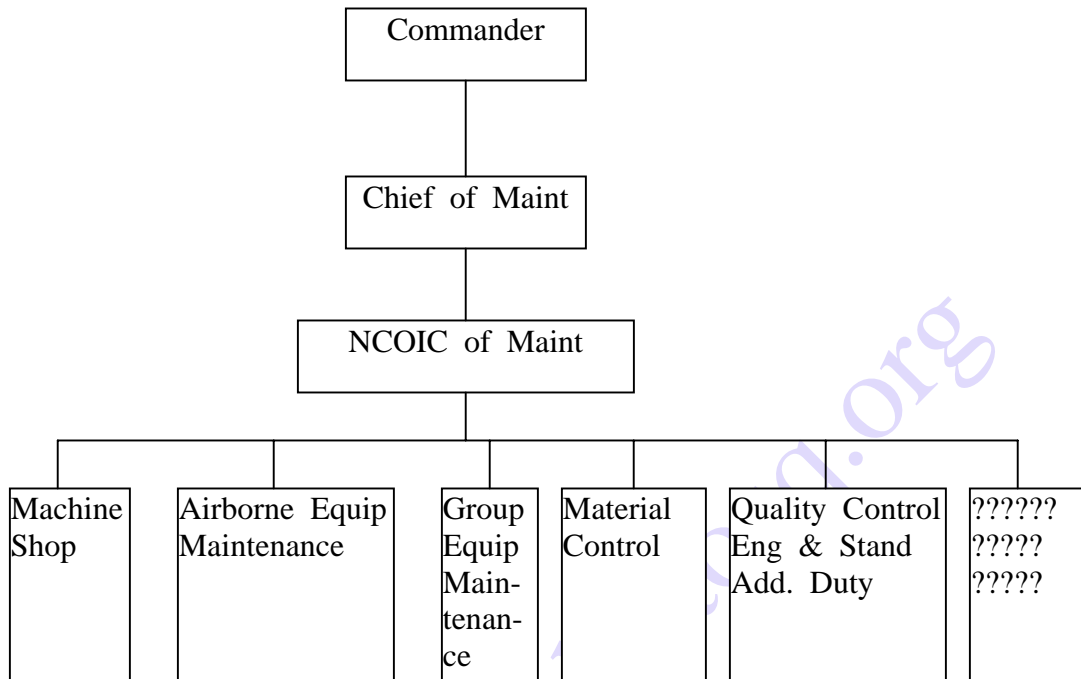 Commander
Chief of Maint
NCOIC of Maint
Machine
Shop
Airborne Equip
Maintenance
Group
Equip
Main-
tenan-
ce
Material
Control
Quality Control
Eng & Stand
Add. Duty
??????
?????
?????